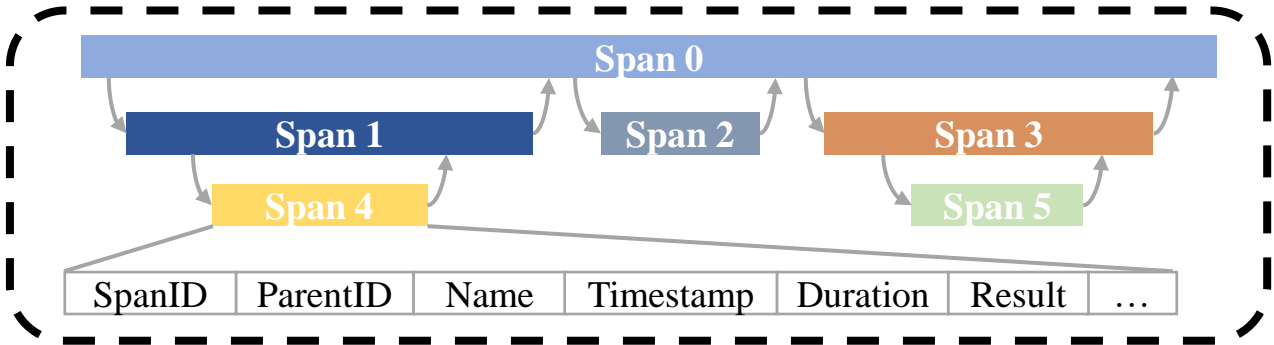 Span 0
Span 1 Span 2 Span 3
Span 4 Span 5
SpanID ParentID Name Timestamp Duration Result …